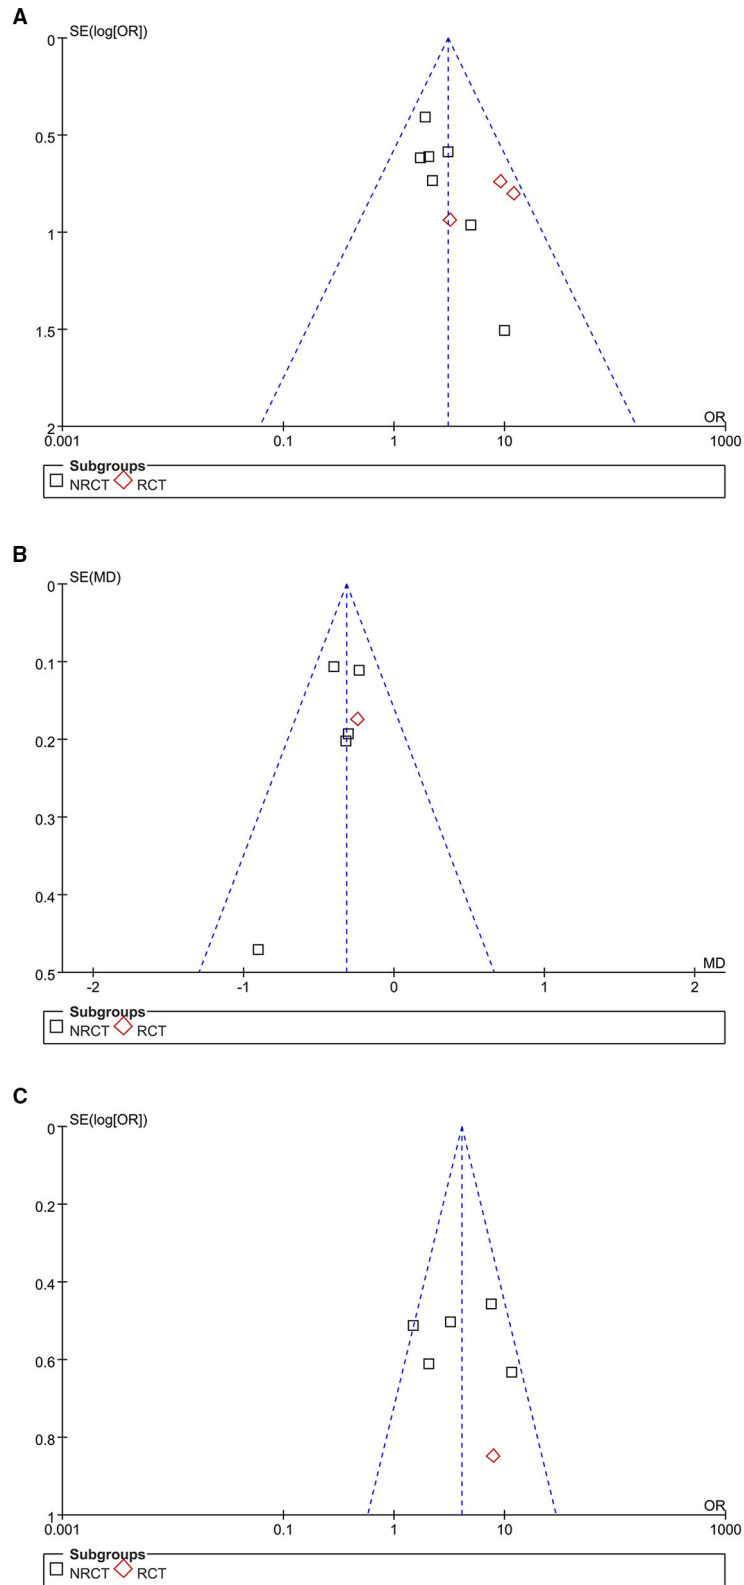 A
SE(log[OR])
0
0.5
1
1.5
2
OR
0.001 0.1 1 10 1000
Subgroups
NRCT RCT
B
SE(MD)
0
0.1
0.2
0.3
0.4
0.5
MD
-2 -1 0 1 2
Subgroups
NRCT RCT
C
SE(log[OR])
0
0.2
0.4
0.6
0.8
1
OR
0.001 0.1 1 10 1000
Subgroups
NRCT RCT